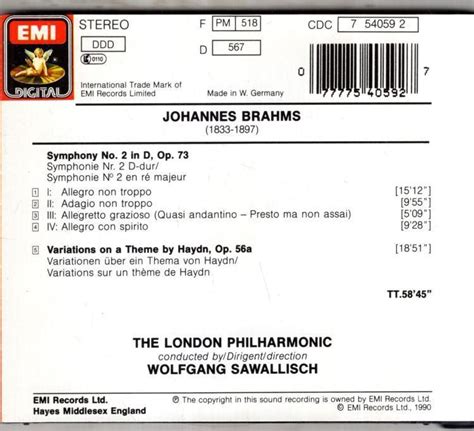 EMI
DIGITAL
STEREO
DDD
0110
F PM 518
D 567
CDC 7 54059 2
International Trade Mark of
EMI Records Limited
Made in W. Germany
0 77775 40592 7
JOHANNES BRAHMS
(1833-1897)
Symphony No. 2 in D, Op. 73
Symphonie Nr. 2 D-dur/
Symphonie Nº 2 en ré majeur
1 I: Allegro non troppo [15'12"]
2 II: Adagio non troppo [9'55"]
3 III: Allegretto grazioso (Quasi andantino – Presto ma non assai) [5'09"]
4 IV: Allegro con spirito [9'28"]
5 Variations on a Theme by Haydn, Op. 56a [18'51"]
Variationen über ein Thema von Haydn/
Variations sur un thème de Haydn
TT.58'45"
THE LONDON PHILHARMONIC
conducted by/Dirigent/direction
WOLFGANG SAWALLISCH
EMI Records Ltd.
Hayes Middlesex England
℗ The copyright in this sound recording is owned by EMI Records Ltd.
© EMI Records Ltd., 1990